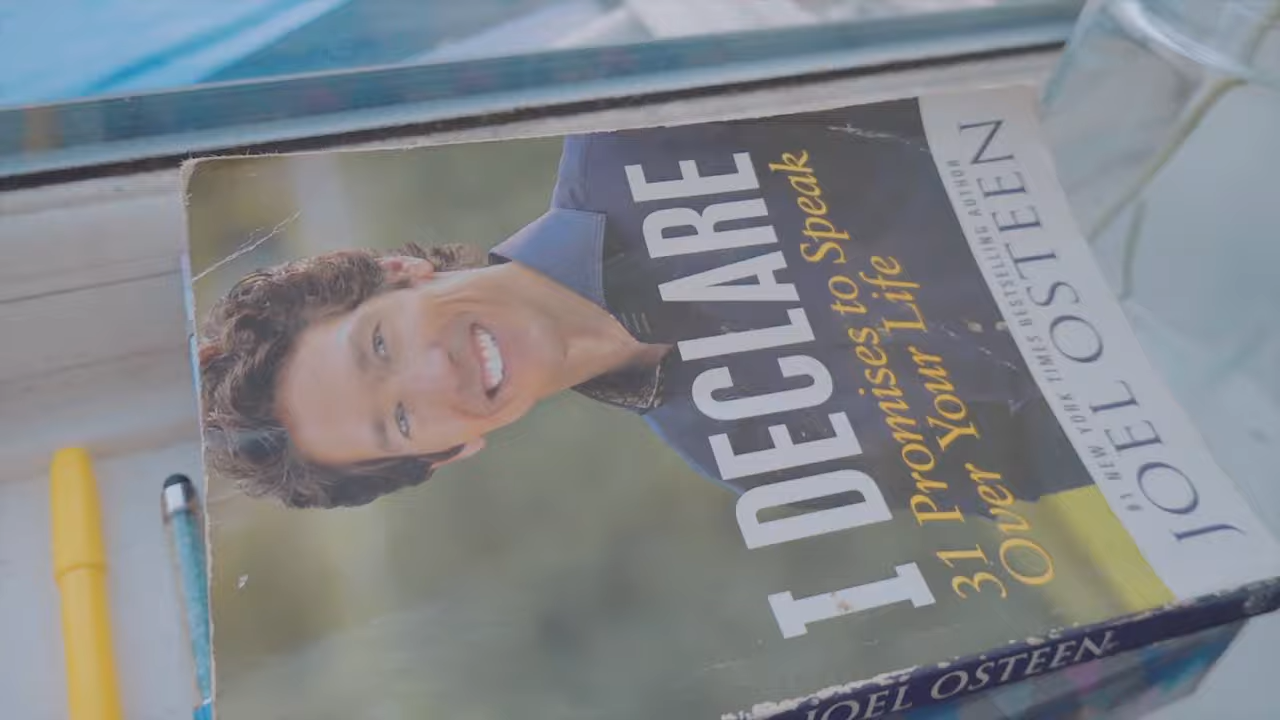 I DECLARE
31 Promises to Speak
Over Your Life
#1 NEW YORK TIMES BESTSELLING AUTHOR
JOEL OSTEEN
JOEL OSTEEN